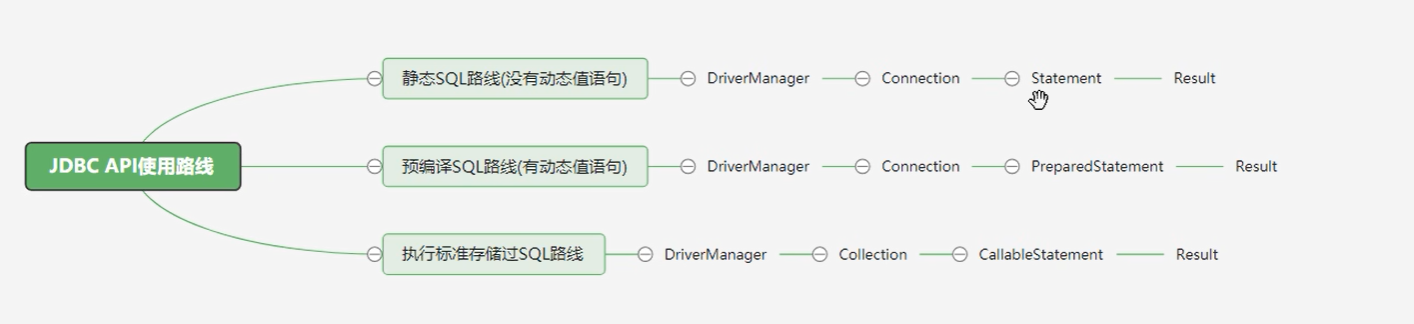 静态SQL路线(没有动态值语句) DriverManager Connection Statement Result
JDBC API使用路线 预编译SQL路线(有动态值语句) DriverManager Connection PreparedStatement Result
执行标准存储过SQL路线 DriverManager Collection CallableStatement Result